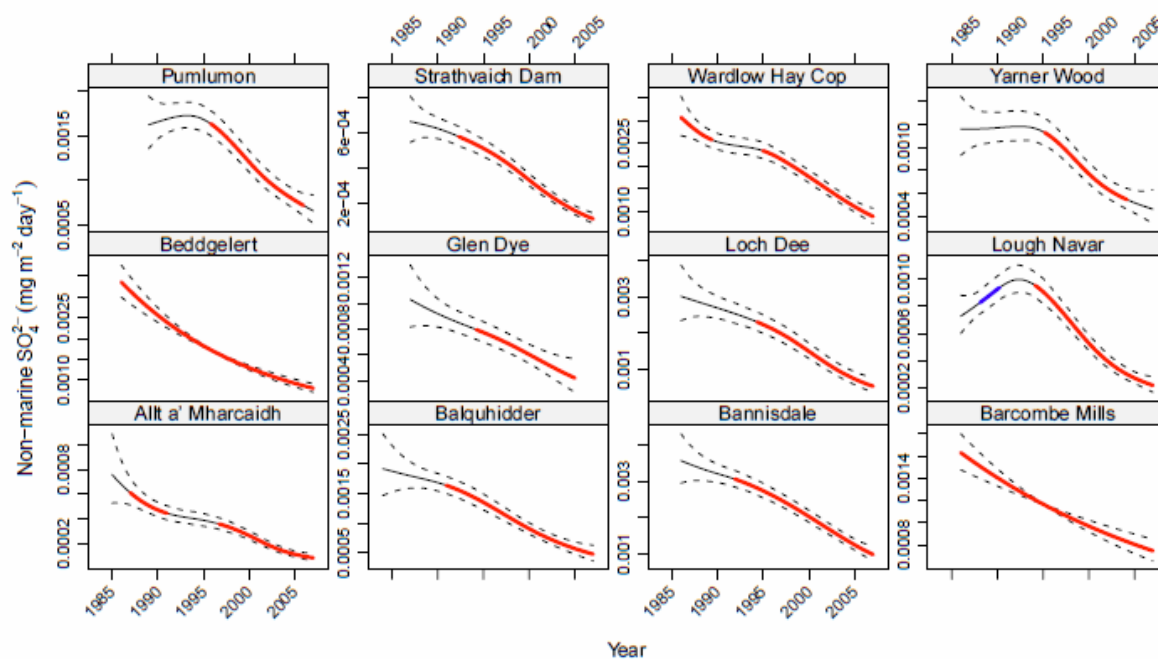 1985 1990 1995 2000 2005 1985 1990 1995 2000 2005
Pumlumon Strathvaich Dam Wardlow Hay Cop Yarner Wood
0.0005 0.0015 2e−04 6e−04 0.0010 0.0025 0.0004 0.0010
Beddgelert Glen Dye Loch Dee Lough Navar
0.0010 0.0025 0.0004 0.0008 0.0012 0.001 0.003 0.0002 0.0006 0.0010
Allt a' Mharcaidh Balquhidder Bannisdale Barcombe Mills
0.0002 0.0008 0.0005 0.0015 0.0025 0.001 0.003 0.0008 0.0014
1985 1990 1995 2000 2005 1985 1990 1995 2000 2005
Non−marine SO₄²⁻ (mg m⁻² day⁻¹)
Year